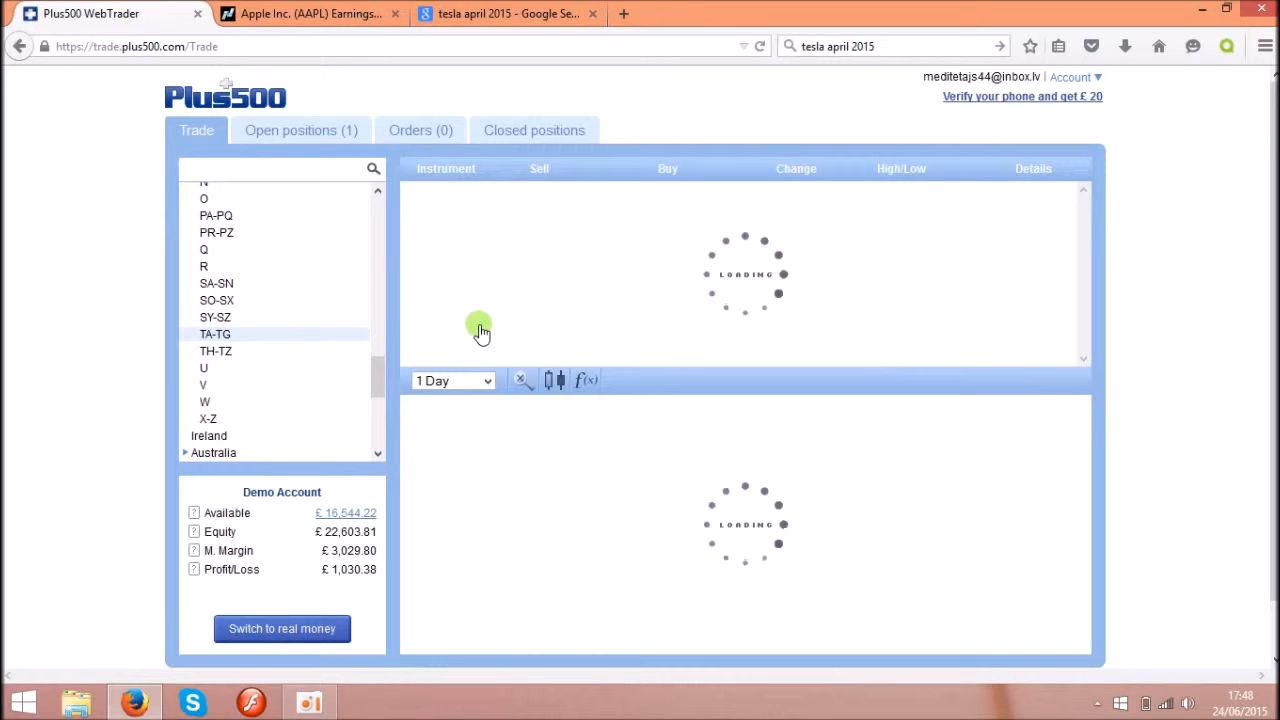 Plus500 WebTrader
Apple Inc. (AAPL) Earnings...
tesla april 2015 - Google Se...
https://trade.plus500.com/Trade
tesla april 2015
meditetajs44@inbox.lv
Account
Plus500
Verify your phone and get £ 20
Trade
Open positions (1)
Orders (0)
Closed positions
Instrument
Sell
Buy
Change
High/Low
Details
N
O
PA-PQ
PR-PZ
Q
R
SA-SN
SO-SX
SY-SZ
TA-TG
TH-TZ
U
V
W
X-Z
Ireland
Australia
LOADING
1 Day
f(x)
LOADING
Demo Account
? Available £ 16,544.22
? Equity £ 22,603.81
? M. Margin £ 3,029.80
? Profit/Loss £ 1,030.38
Switch to real money
17:48
24/06/2015